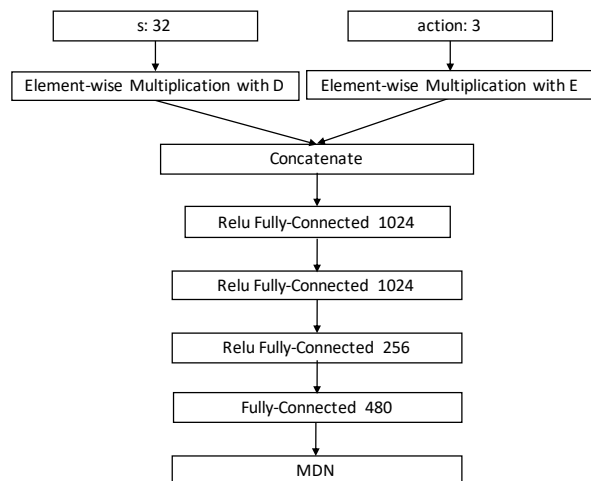 s: 32
action: 3
Element-wise Multiplication with D
Element-wise Multiplication with E
Concatenate
Relu Fully-Connected 1024
Relu Fully-Connected 1024
Relu Fully-Connected 256
Fully-Connected 480
MDN